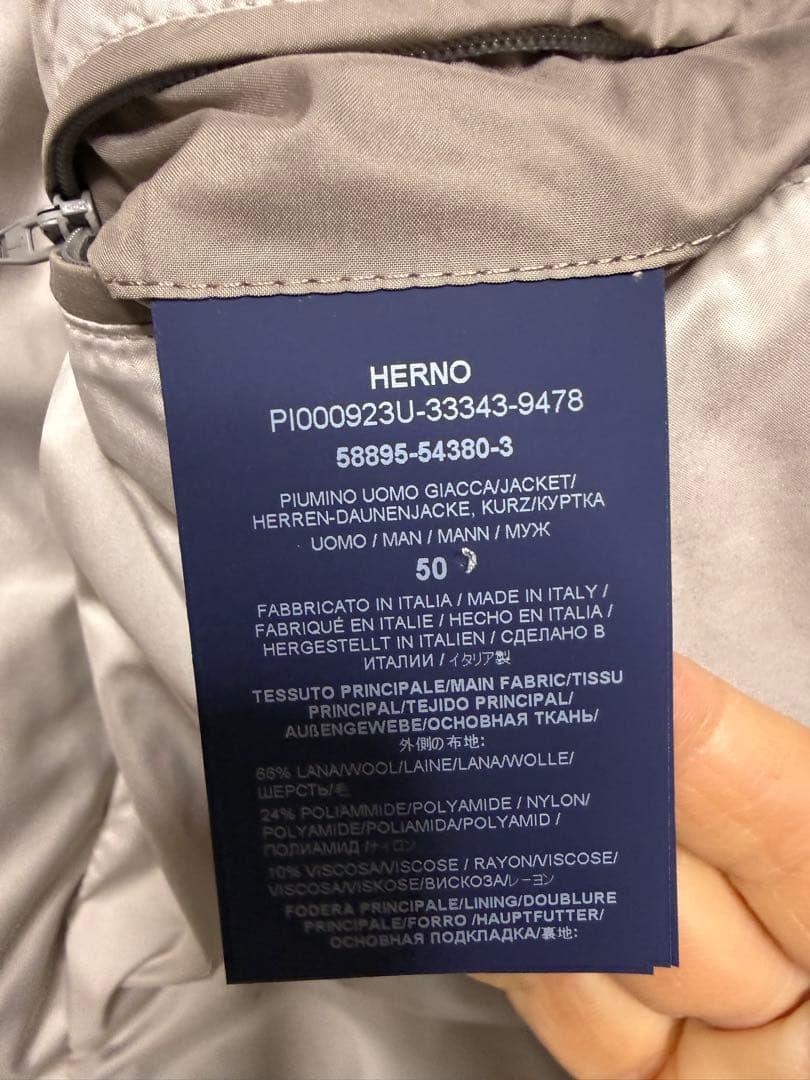 HERNO
PI000923U-33343-9478
58895-54380-3
PIUMINO UOMO GIACCA/JACKET/
HERREN-DAUNENJACKE, KURZ/КУРТКА
UOMO / MAN / MANN / МУЖ
50
FABBRICATO IN ITALIA / MADE IN ITALY /
FABRIQUÉ EN ITALIE / HECHO EN ITALIA /
HERGESTELLT IN ITALIEN / СДЕЛАНО В
ИТАЛИИ / イタリア製
TESSUTO PRINCIPALE/MAIN FABRIC/TISSU
PRINCIPAL/TEJIDO PRINCIPAL/
AUßENGEWEBE/ОСНОВНАЯ ТКАНЬ/
外側の布地:
66% LANA/WOOL/LAINE/LANA/WOLLE/
ШЕРСТЬ/毛
24% POLIAMMIDE/POLYAMIDE / NYLON/
POLYAMIDE/POLIAMIDA/POLYAMID /
ПОЛИАМИД /ナイロン
10% VISCOSA/VISCOSE / RAYON/VISCOSE/
VISCOSA/VISKOSE/ВИСКОЗА/レーヨン
FODERA PRINCIPALE/LINING/DOUBLURE
PRINCIPALE/FORRO /HAUPTFUTTER/
ОСНОВНАЯ ПОДКЛАДКА/裏地: